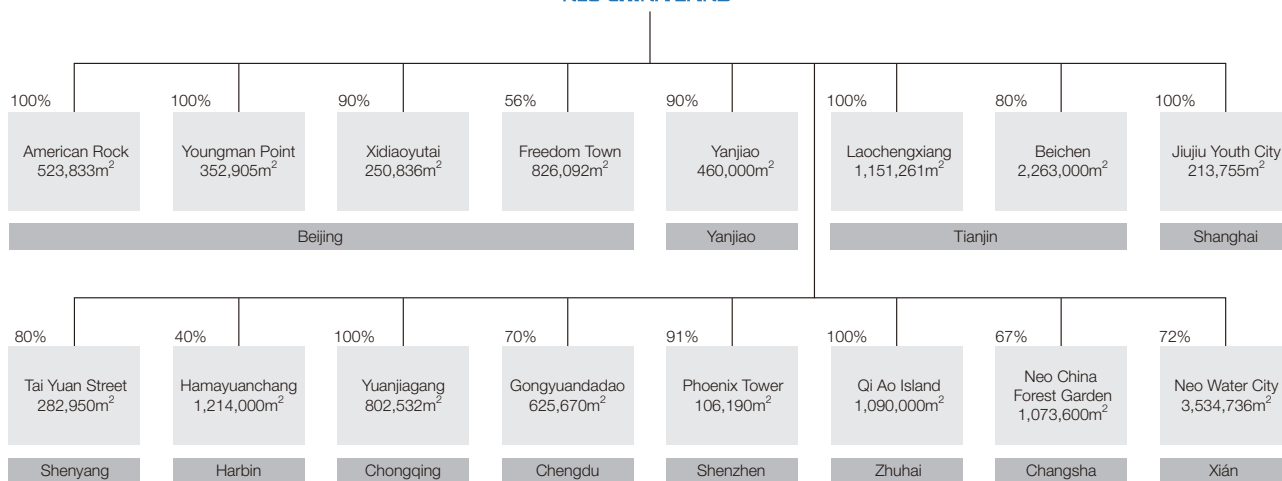 100% 100% 90% 56% 90% 100% 80% 100%
American Rock
523,833m²
Youngman Point
352,905m²
Xidiaoyutai
250,836m²
Freedom Town
826,092m²
Yanjiao
460,000m²
Laochengxiang
1,151,261m²
Beichen
2,263,000m²
Jiujiu Youth City
213,755m²
Beijing
Yanjiao
Tianjin
Shanghai
80% 40% 100% 70% 91% 100% 67% 72%
Tai Yuan Street
282,950m²
Hamayuanchang
1,214,000m²
Yuanjiagang
802,532m²
Gongyuandadao
625,670m²
Phoenix Tower
106,190m²
Qi Ao Island
1,090,000m²
Neo China
Forest Garden
1,073,600m²
Neo Water City
3,534,736m²
Shenyang
Harbin
Chongqing
Chengdu
Shenzhen
Zhuhai
Changsha
Xián